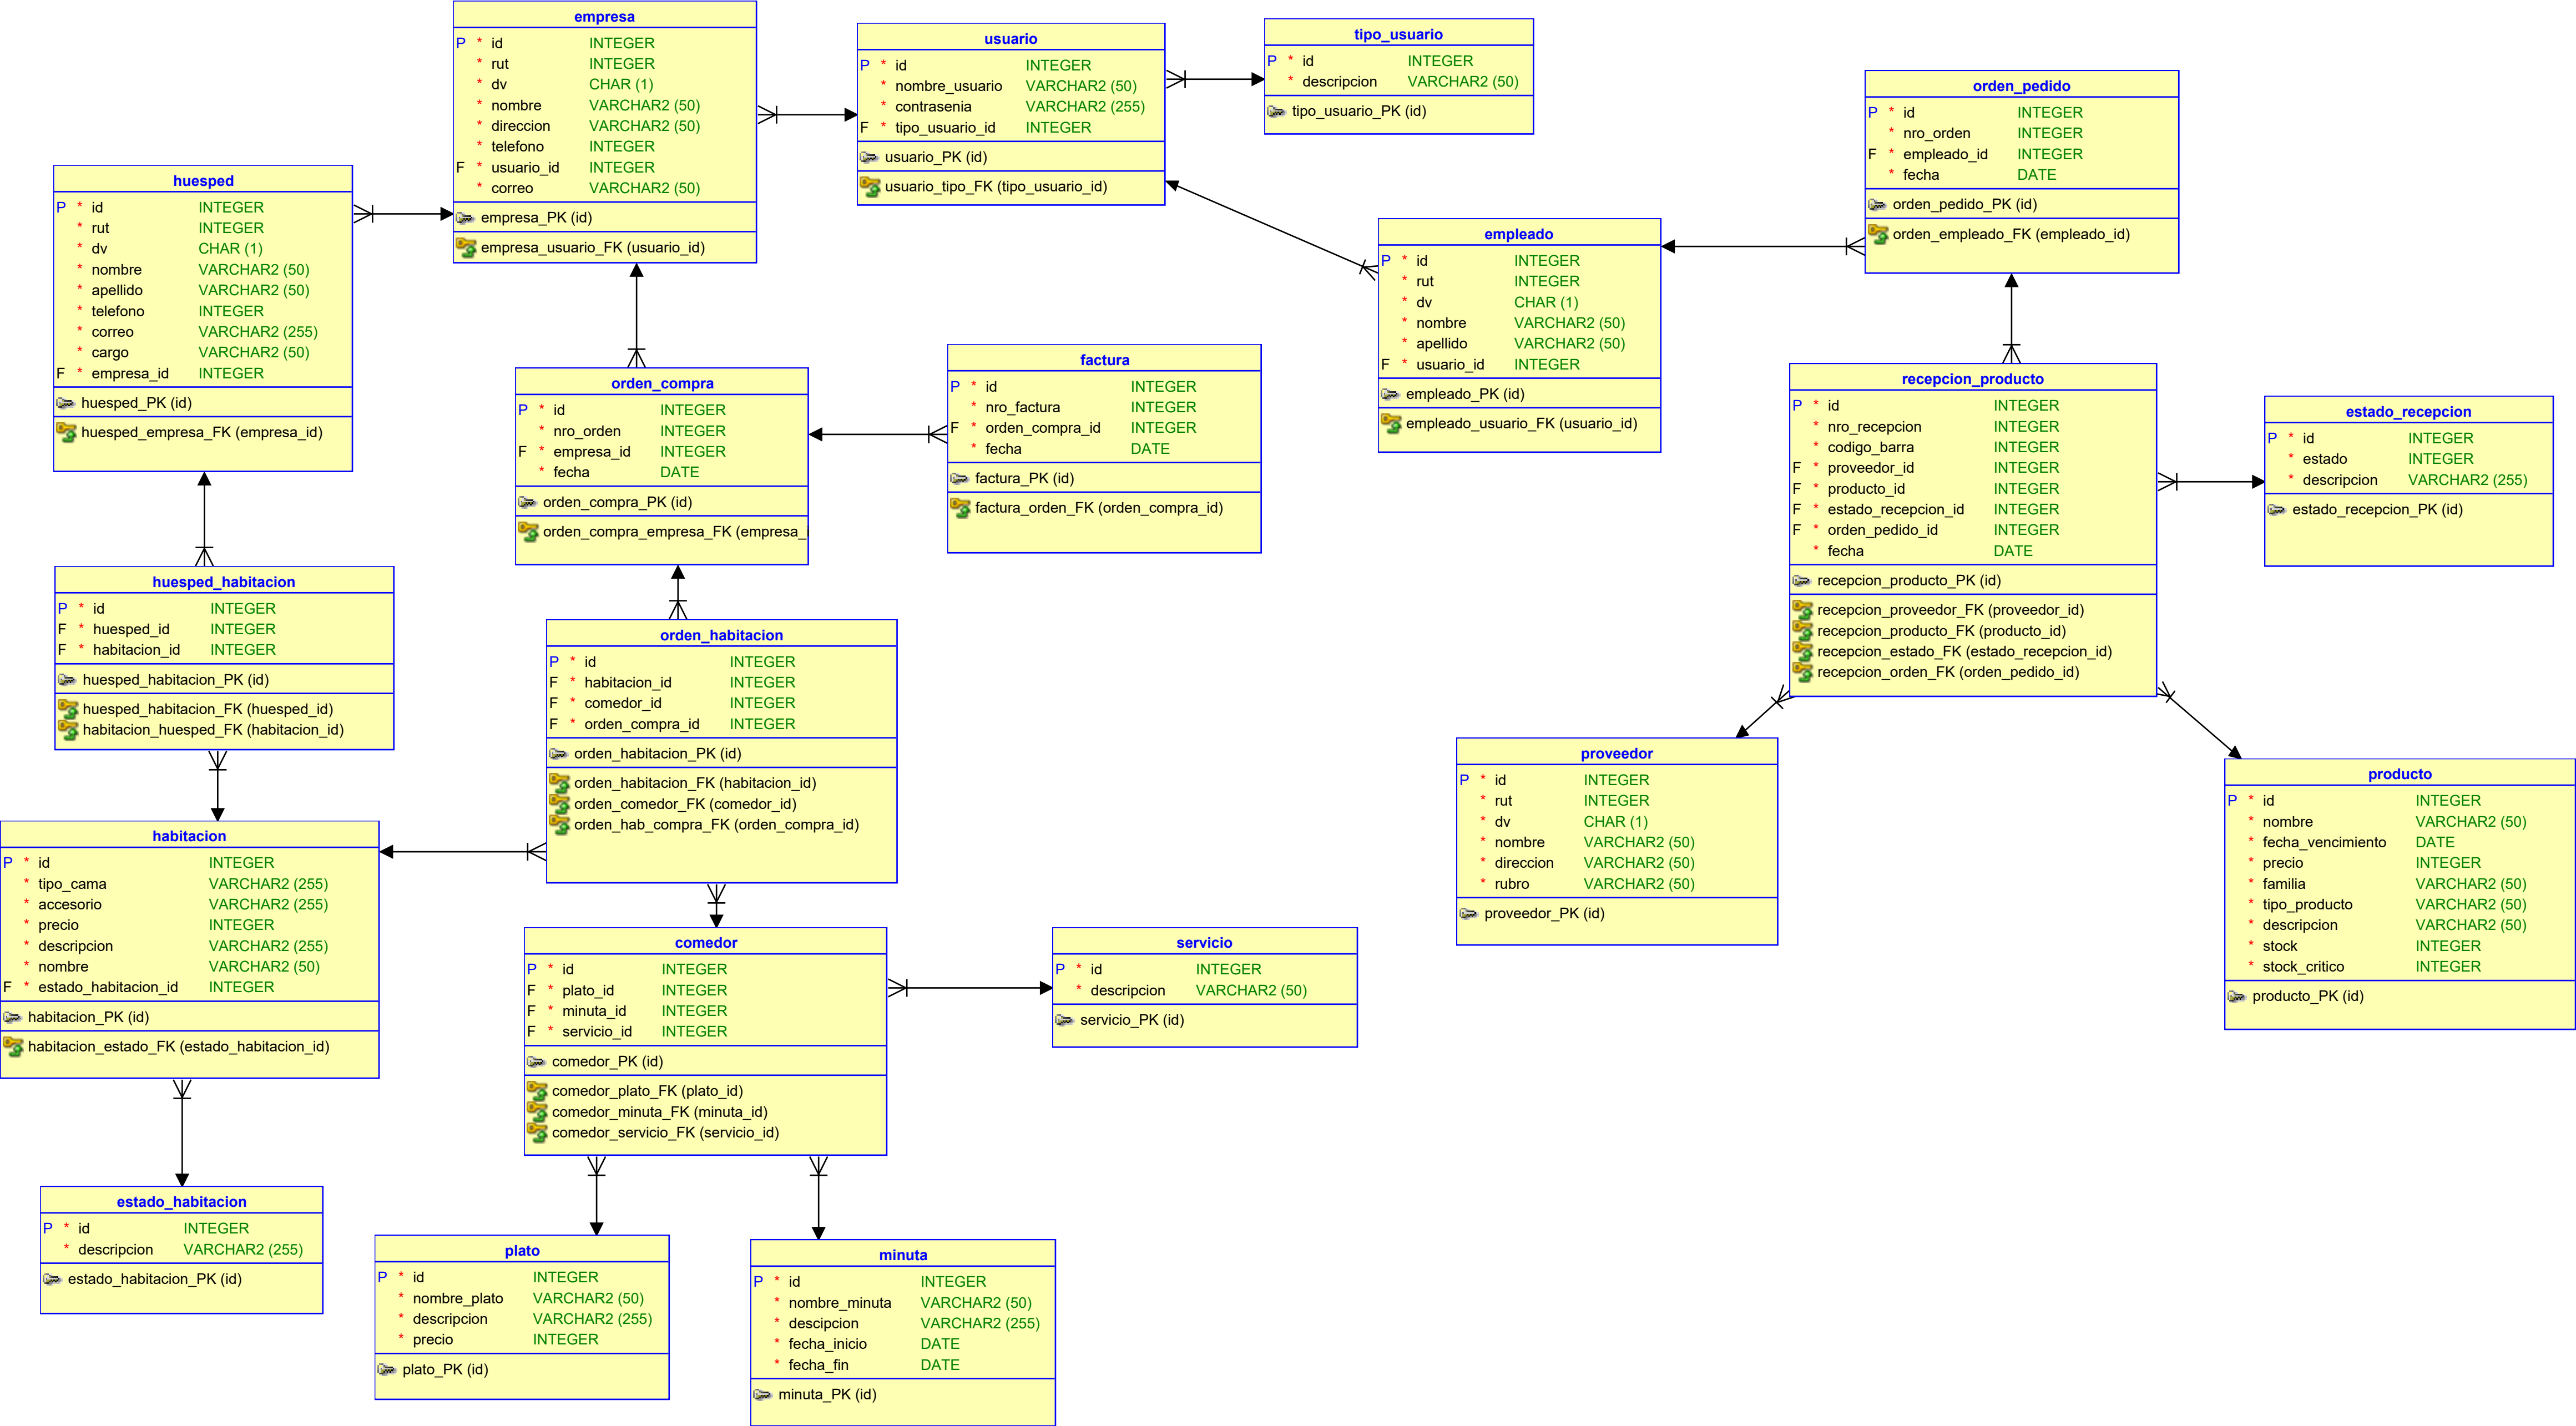 empresa
P * id INTEGER
* rut INTEGER
* dv CHAR (1)
* nombre VARCHAR2 (50)
* direccion VARCHAR2 (50)
* telefono INTEGER
F * usuario_id INTEGER
* correo VARCHAR2 (50)
empresa_PK (id)
empresa_usuario_FK (usuario_id)
usuario
P * id INTEGER
* nombre_usuario VARCHAR2 (50)
* contrasenia VARCHAR2 (255)
F * tipo_usuario_id INTEGER
usuario_PK (id)
usuario_tipo_FK (tipo_usuario_id)
tipo_usuario
P * id INTEGER
* descripcion VARCHAR2 (50)
tipo_usuario_PK (id)
orden_pedido
P * id INTEGER
* nro_orden INTEGER
F * empleado_id INTEGER
* fecha DATE
orden_pedido_PK (id)
orden_empleado_FK (empleado_id)
huesped
P * id INTEGER
* rut INTEGER
* dv CHAR (1)
* nombre VARCHAR2 (50)
* apellido VARCHAR2 (50)
* telefono INTEGER
* correo VARCHAR2 (255)
* cargo VARCHAR2 (50)
F * empresa_id INTEGER
huesped_PK (id)
huesped_empresa_FK (empresa_id)
empleado
P * id INTEGER
* rut INTEGER
* dv CHAR (1)
* nombre VARCHAR2 (50)
* apellido VARCHAR2 (50)
F * usuario_id INTEGER
empleado_PK (id)
empleado_usuario_FK (usuario_id)
orden_compra
P * id INTEGER
* nro_orden INTEGER
F * empresa_id INTEGER
* fecha DATE
orden_compra_PK (id)
orden_compra_empresa_FK (empresa_
factura
P * id INTEGER
* nro_factura INTEGER
F * orden_compra_id INTEGER
* fecha DATE
factura_PK (id)
factura_orden_FK (orden_compra_id)
recepcion_producto
P * id INTEGER
* nro_recepcion INTEGER
* codigo_barra INTEGER
F * proveedor_id INTEGER
F * producto_id INTEGER
F * estado_recepcion_id INTEGER
F * orden_pedido_id INTEGER
* fecha DATE
recepcion_producto_PK (id)
recepcion_proveedor_FK (proveedor_id)
recepcion_producto_FK (producto_id)
recepcion_estado_FK (estado_recepcion_id)
recepcion_orden_FK (orden_pedido_id)
estado_recepcion
P * id INTEGER
* estado INTEGER
* descripcion VARCHAR2 (255)
estado_recepcion_PK (id)
huesped_habitacion
P * id INTEGER
F * huesped_id INTEGER
F * habitacion_id INTEGER
huesped_habitacion_PK (id)
huesped_habitacion_FK (huesped_id)
habitacion_huesped_FK (habitacion_id)
orden_habitacion
P * id INTEGER
F * habitacion_id INTEGER
F * comedor_id INTEGER
F * orden_compra_id INTEGER
orden_habitacion_PK (id)
orden_habitacion_FK (habitacion_id)
orden_comedor_FK (comedor_id)
orden_hab_compra_FK (orden_compra_id)
proveedor
P * id INTEGER
* rut INTEGER
* dv CHAR (1)
* nombre VARCHAR2 (50)
* direccion VARCHAR2 (50)
* rubro VARCHAR2 (50)
proveedor_PK (id)
producto
P * id INTEGER
* nombre VARCHAR2 (50)
* fecha_vencimiento DATE
* precio INTEGER
* familia VARCHAR2 (50)
* tipo_producto VARCHAR2 (50)
* descripcion VARCHAR2 (50)
* stock INTEGER
* stock_critico INTEGER
producto_PK (id)
habitacion
P * id INTEGER
* tipo_cama VARCHAR2 (255)
* accesorio VARCHAR2 (255)
* precio INTEGER
* descripcion VARCHAR2 (255)
* nombre VARCHAR2 (50)
F * estado_habitacion_id INTEGER
habitacion_PK (id)
habitacion_estado_FK (estado_habitacion_id)
comedor
P * id INTEGER
F * plato_id INTEGER
F * minuta_id INTEGER
F * servicio_id INTEGER
comedor_PK (id)
comedor_plato_FK (plato_id)
comedor_minuta_FK (minuta_id)
comedor_servicio_FK (servicio_id)
servicio
P * id INTEGER
* descripcion VARCHAR2 (50)
servicio_PK (id)
estado_habitacion
P * id INTEGER
* descripcion VARCHAR2 (255)
estado_habitacion_PK (id)
plato
P * id INTEGER
* nombre_plato VARCHAR2 (50)
* descripcion VARCHAR2 (255)
* precio INTEGER
plato_PK (id)
minuta
P * id INTEGER
* nombre_minuta VARCHAR2 (50)
* descipcion VARCHAR2 (255)
* fecha_inicio DATE
* fecha_fin DATE
minuta_PK (id)